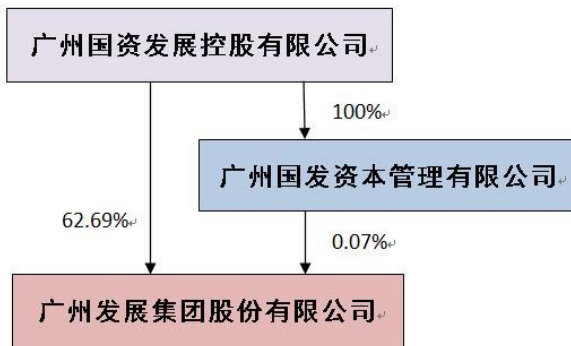 广州国资发展控股有限公司
100%
广州国发资本管理有限公司
62.69%
0.07%
广州发展集团股份有限公司